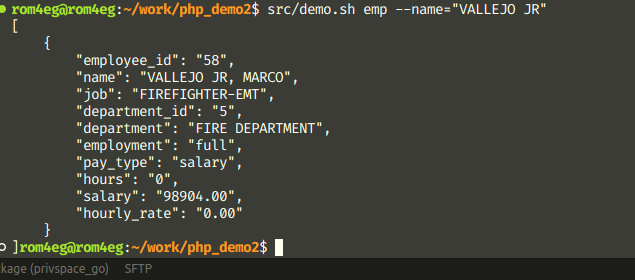 rom4eg@rom4eg:~/work/php_demo2$ src/demo.sh emp --name="VALLEJO JR"
[
    {
        "employee_id": "58",
        "name": "VALLEJO JR, MARCO",
        "job": "FIREFIGHTER-EMT",
        "department_id": "5",
        "department": "FIRE DEPARTMENT",
        "employment": "full",
        "pay_type": "salary",
        "hours": "0",
        "salary": "98904.00",
        "hourly_rate": "0.00"
    }
]rom4eg@rom4eg:~/work/php_demo2$
ckage (privspace_go) SFTP